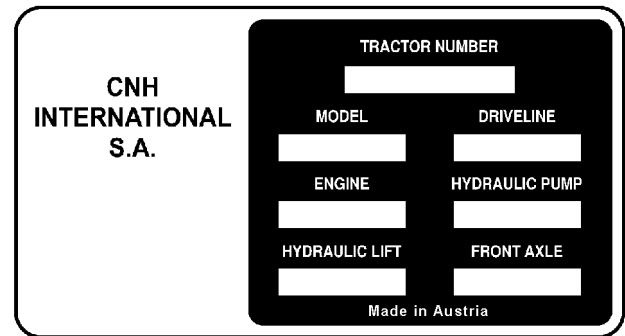 CNH
INTERNATIONAL
S.A.
TRACTOR NUMBER
MODEL
DRIVELINE
ENGINE
HYDRAULIC PUMP
HYDRAULIC LIFT
FRONT AXLE
Made in Austria